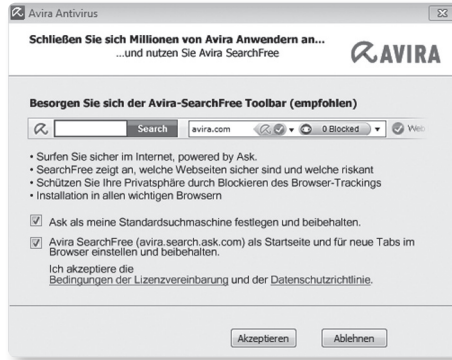 Avira Antivirus
Schließen Sie sich Millionen von Avira Anwendern an...
...und nutzen Sie Avira SearchFree
AVIRA
Besorgen Sie sich der Avira-SearchFree Toolbar (empfohlen)
Search avira.com 0 Blocked Web
• Surfen Sie sicher im Internet, powered by Ask.
• SearchFree zeigt an, welche Webseiten sicher sind und welche riskant
• Schützen Sie Ihre Privatsphäre durch Blockieren des Browser-Trackings
• Installation in allen wichtigen Browsern
Ask als meine Standardsuchmaschine festlegen und beibehalten.
Avira SearchFree (avira.search.ask.com) als Startseite und für neue Tabs im
Browser einstellen und beibehalten.
Ich akzeptiere die
Bedingungen der Lizenzvereinbarung und der Datenschutzrichtlinie.
Akzeptieren Ablehnen